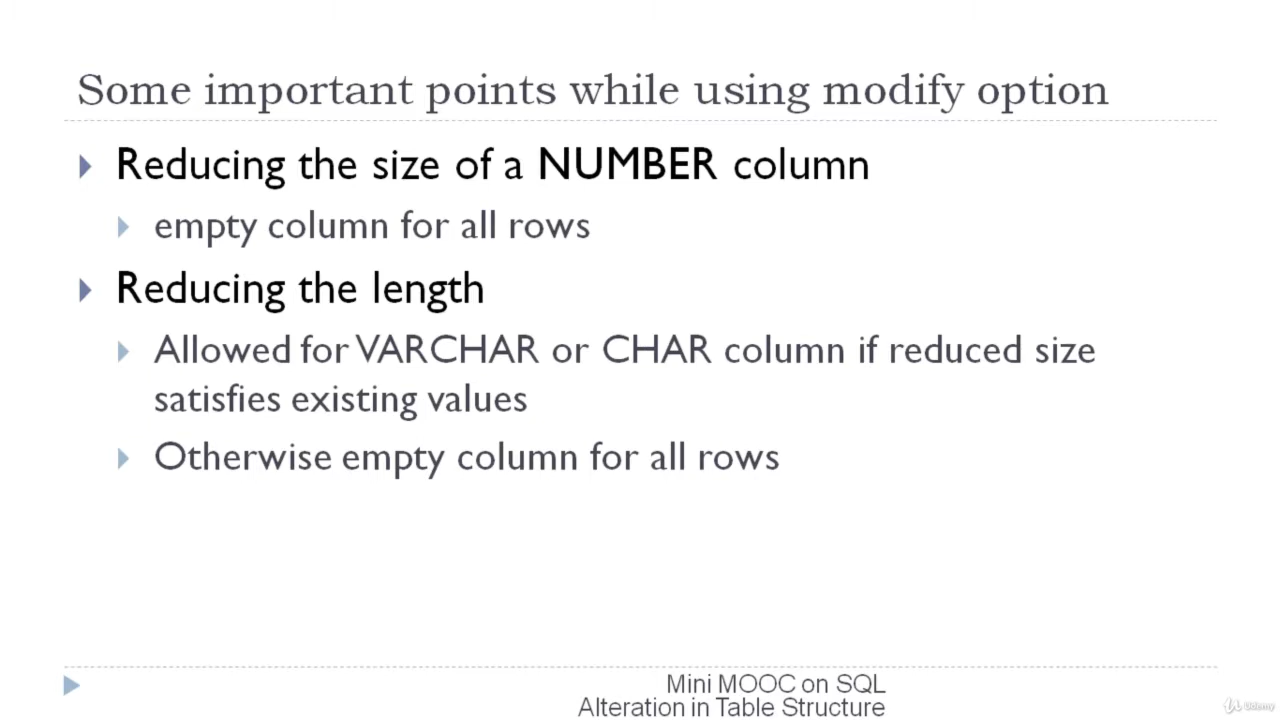 Some important points while using modify option
Reducing the size of a NUMBER column
empty column for all rows
Reducing the length
Allowed for VARCHAR or CHAR column if reduced size
satisfies existing values
Otherwise empty column for all rows
Mini MOOC on SQL
Alteration in Table Structure
Udemy